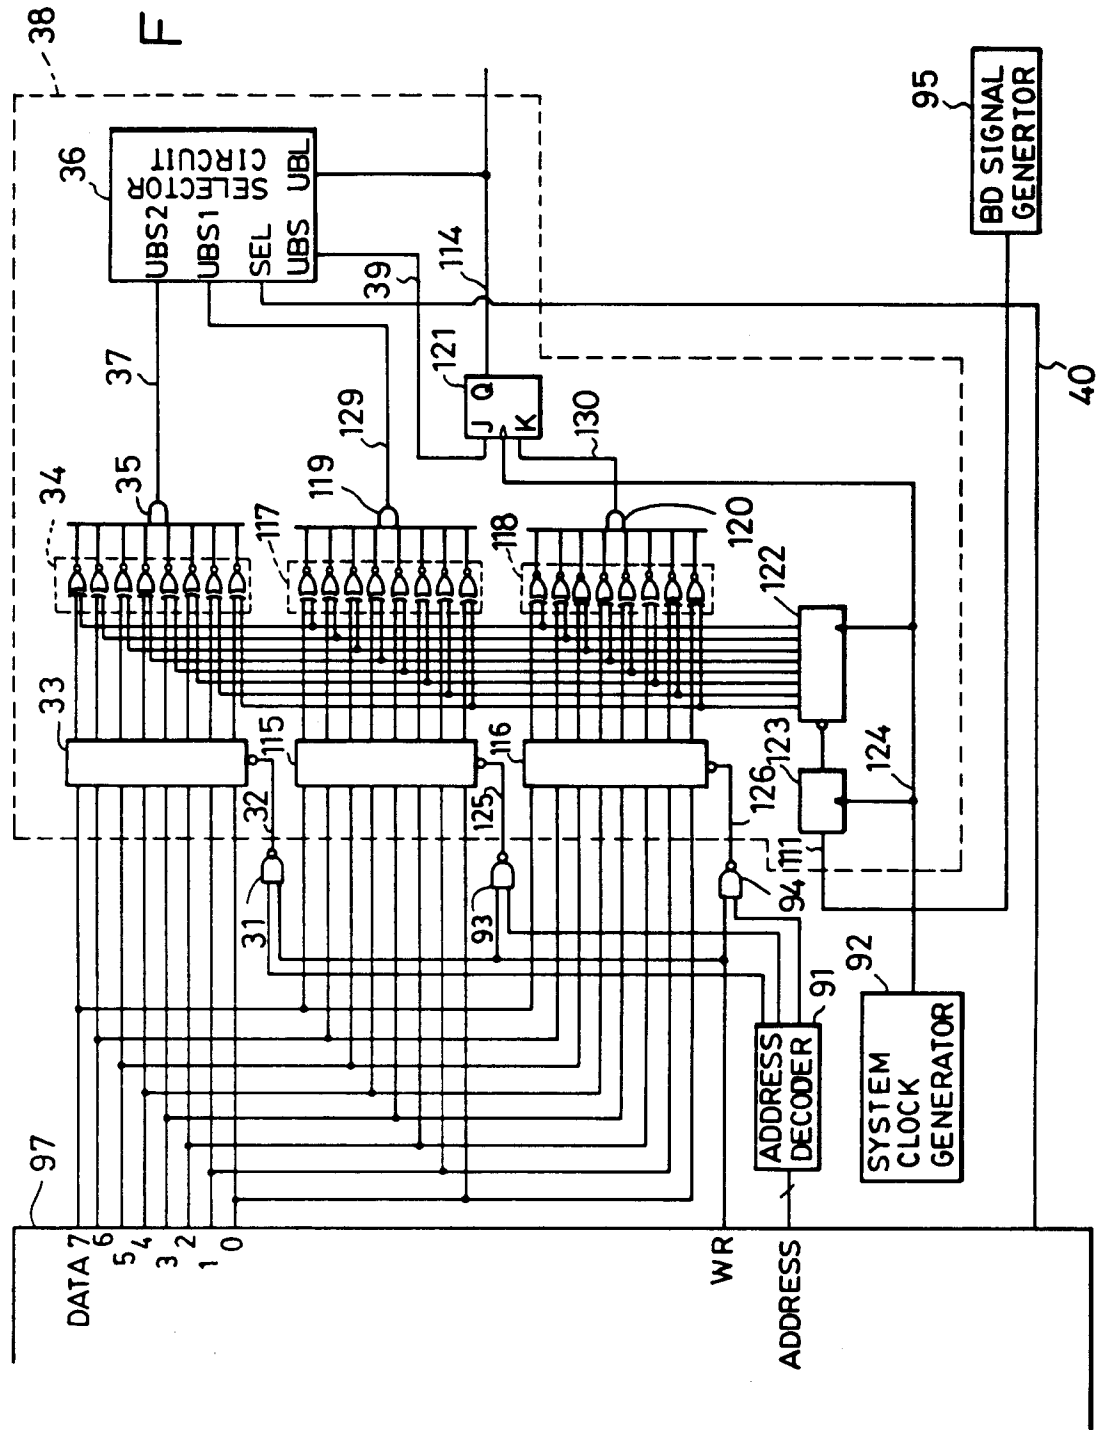 38
F
36
SELECTOR
CIRCUIT
UBS2
UBS1
SEL
UBS
UBL
95
BD SIGNAL
GENERTOR
37
39
114
34
35
129
121
J
Q
K
130
40
117
119
118
120
122
33
115
116
32
125
126
123
124
111
31
93
94
91
92
ADDRESS
DECODER
SYSTEM
CLOCK
GENERATOR
97
DATA 7
6
5
4
3
2
1
0
WR
ADDRESS